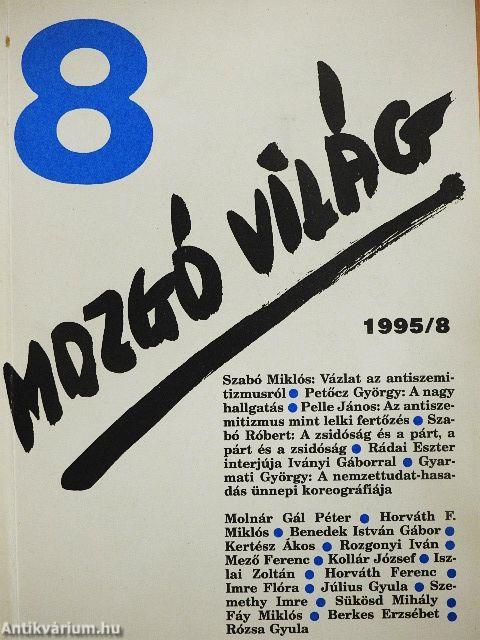 8
MOZGÓ VILÁG
1995/8
Szabó Miklós: Vázlat az antiszemi-
tizmusról ● Petőcz György: A nagy
hallgatás ● Pelle János: Az antisze-
mitizmus mint lelki fertőzés ● Sza-
bó Róbert: A zsidóság és a párt, a
párt és a zsidóság ● Rádai Eszter
interjúja Iványi Gáborral ● Gyar-
mati György: A nemzettudat-hasa-
dás ünnepi koreográfiája
Molnár Gál Péter ● Horváth F.
Miklós ● Benedek István Gábor ●
Kertész Ákos ● Rozgonyi Iván ●
Mező Ferenc ● Kollár József ● Isz-
lai Zoltán ● Horváth Ferenc ●
Imre Flóra ● Július Gyula ● Sze-
methy Imre ● Sükösd Mihály ●
Fáy Miklós ● Berkes Erzsébet ●
Rózsa Gyula
Antikvárium.hu